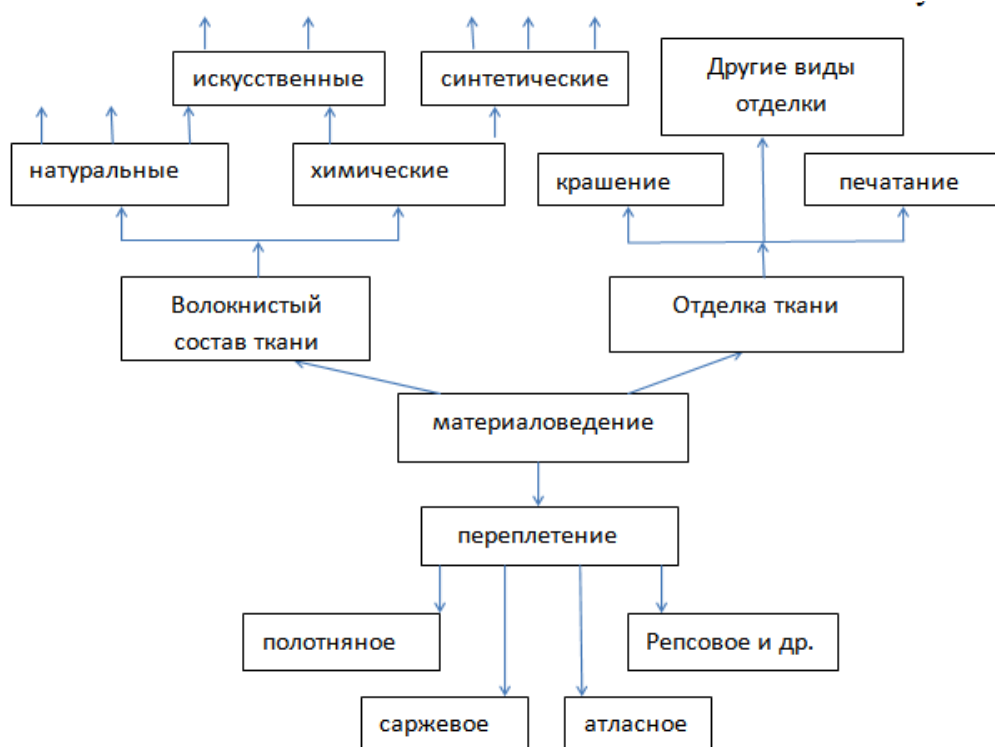 искусственные
синтетические
Другие виды
отделки
натуральные
химические
крашение
печатание
Волокнистый
состав ткани
Отделка ткани
материаловедение
переплетение
полотняное
Репсовое и др.
саржевое
атласное